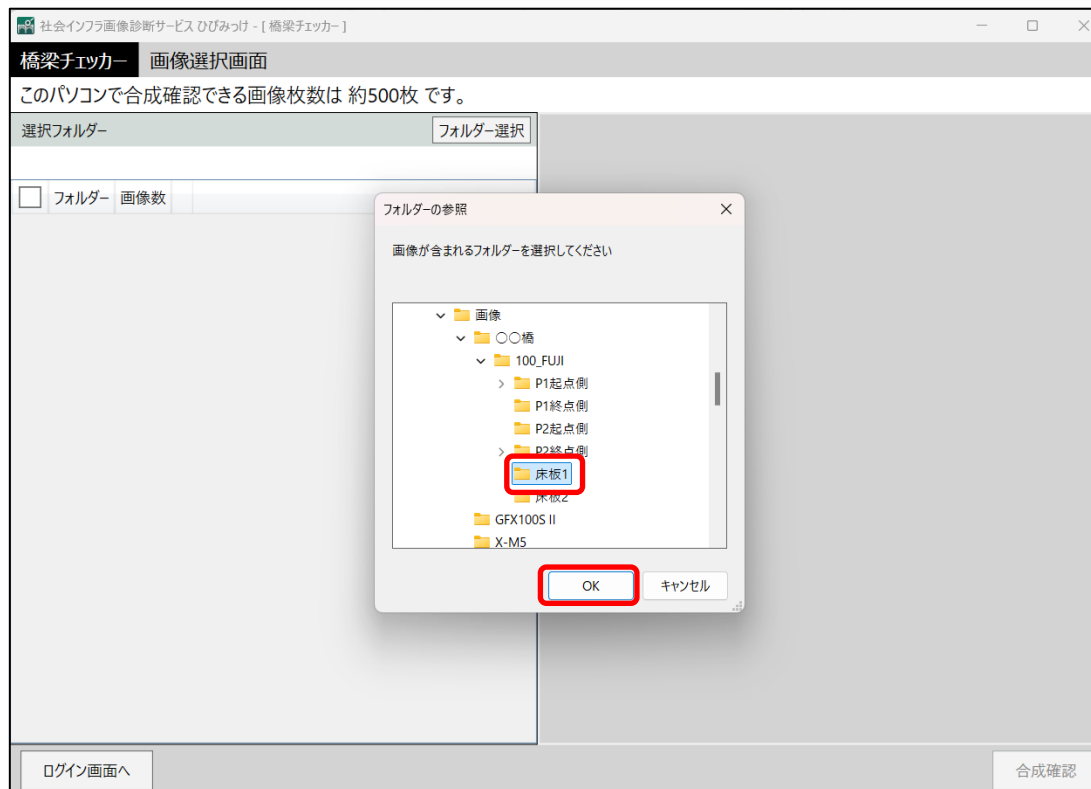 社会インフラ画像診断サービス ひびみっけ - [ 橋梁チェッカー ]
橋梁チェッカー 画像選択画面
このパソコンで合成確認できる画像枚数は 約500枚 です。
選択フォルダー フォルダー選択
フォルダー 画像数
フォルダーの参照
画像が含まれるフォルダーを選択してください
画像
〇〇橋
100_FUJI
P1起点側
P1終点側
P2起点側
P2終点側
床板1
床板2
GFX100S II
X-M5
OK キャンセル
ログイン画面へ 合成確認